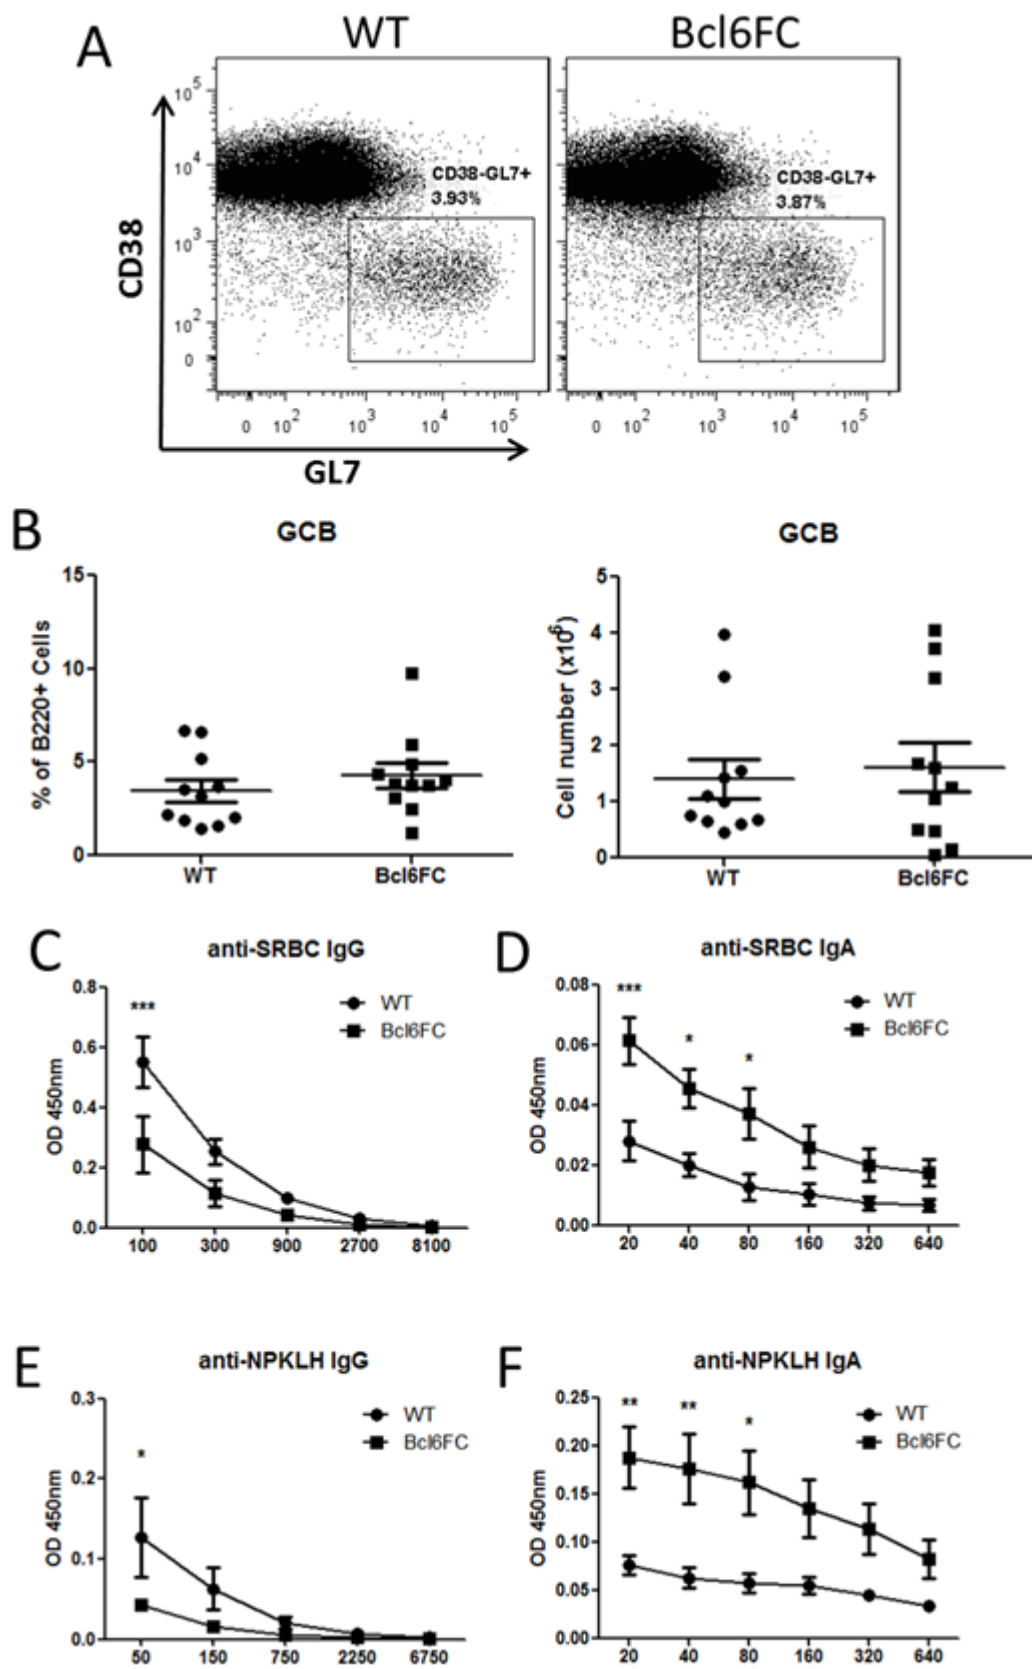 A
WT
Bcl6FC
CD38
10^5
10^4
10^3
10^2
0
CD38-GL7+
3.93%
CD38-GL7+
3.87%
0 10^2 10^3 10^4 10^5
0 10^2 10^3 10^4 10^5
GL7
B
GCB
% of B220+ Cells
15
10
5
0
WT Bcl6FC
GCB
Cell number (x10^6)
5
4
3
2
1
0
WT Bcl6FC
C
anti-SRBC IgG
OD 450nm
0.8
0.6
0.4
0.2
0.0
***
WT
Bcl6FC
100 300 900 2700 8100
D
anti-SRBC IgA
OD 450nm
0.08
0.06
0.04
0.02
0.00
*** * *
WT
Bcl6FC
20 40 80 160 320 640
E
anti-NPKLH IgG
OD 450nm
0.3
0.2
0.1
0.0
*
WT
Bcl6FC
50 150 750 2250 6750
F
anti-NPKLH IgA
OD 450nm
0.25
0.20
0.15
0.10
0.05
0.00
** ** *
WT
Bcl6FC
20 40 80 160 320 640